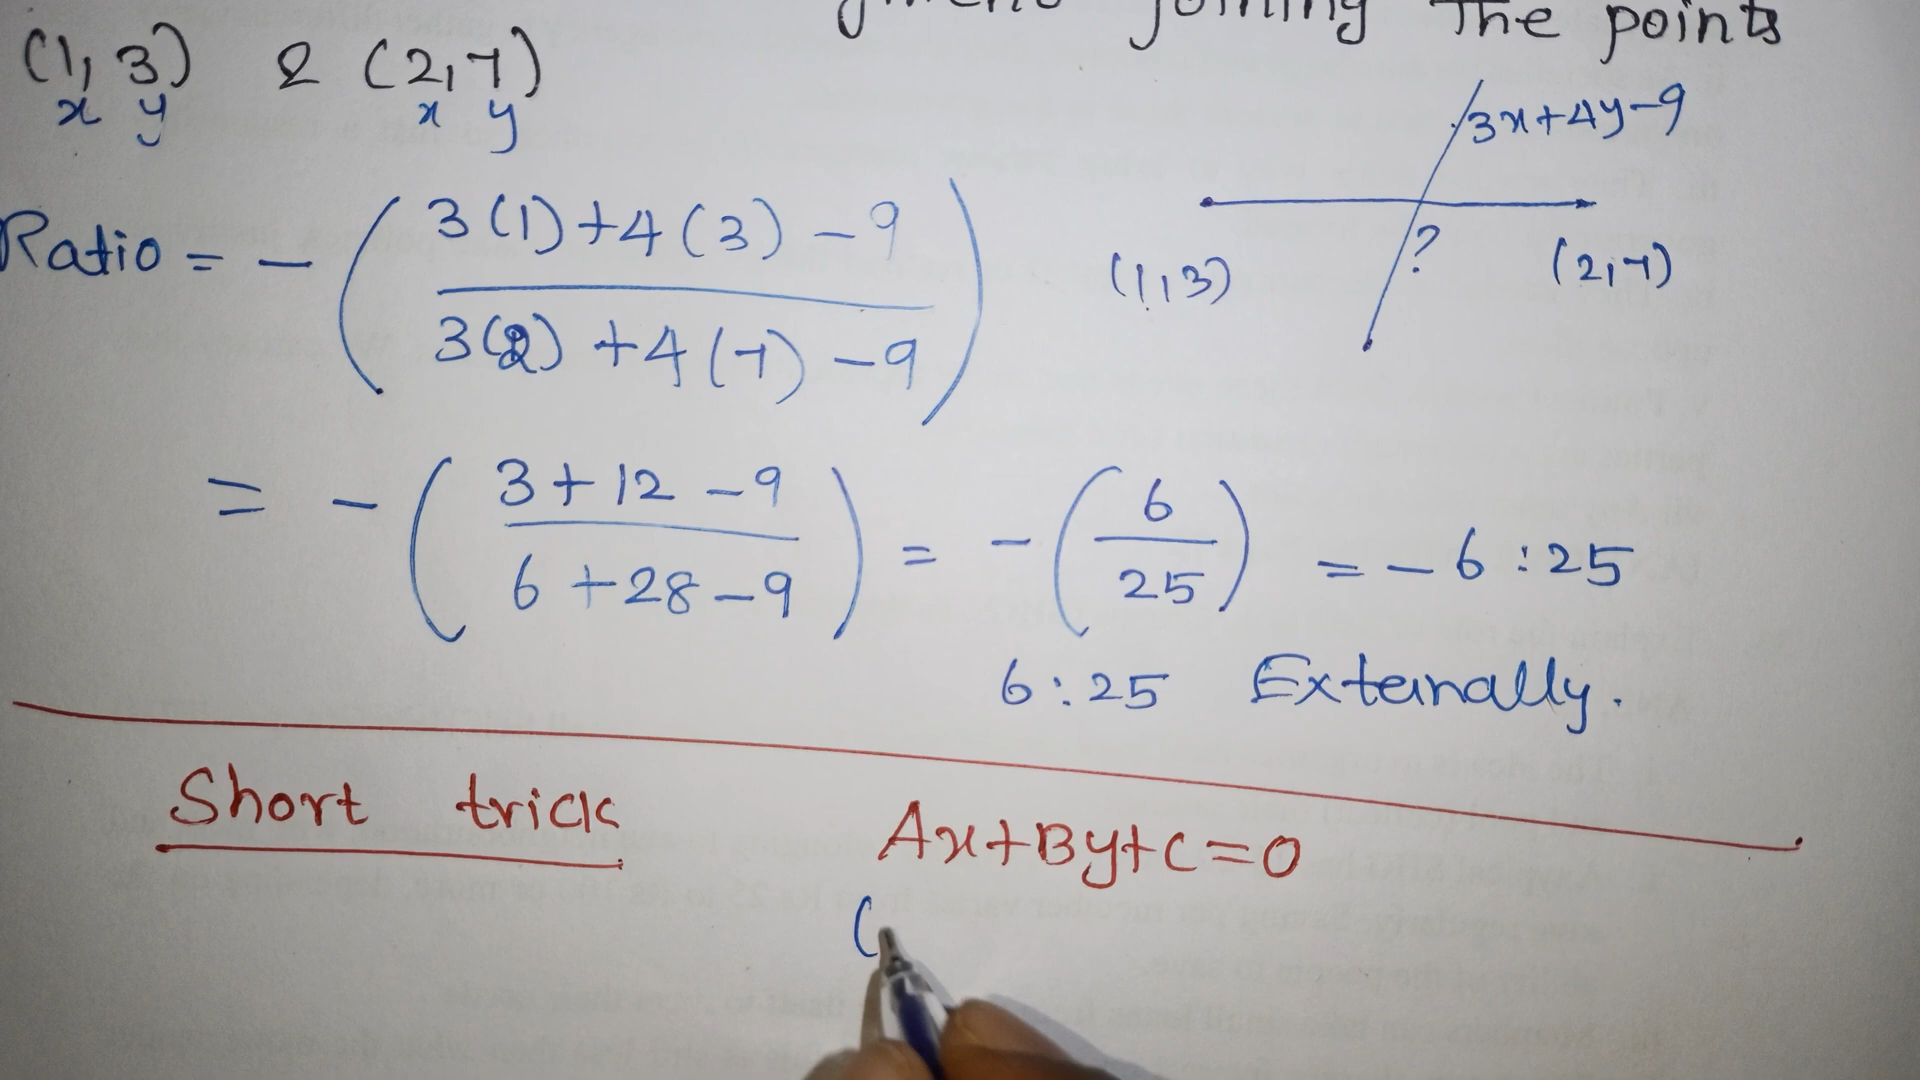 joining The points
(1, 3) & (2, 7)
x y x y
3x+4y-9
Ratio = - ( 3(1)+4(3) -9 / 3(2) +4(7) -9 )
(1,3) ? (2,7)
= - ( 3+12-9 / 6+28-9 ) = - ( 6 / 25 ) = -6:25
6:25 Externally.
Short trick Ax+By+C=0
(